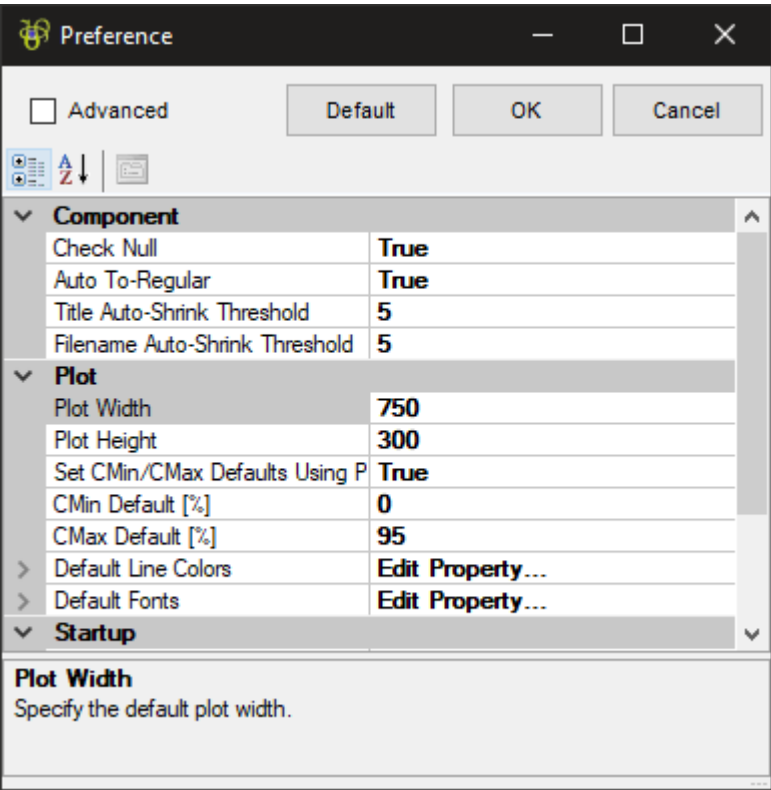 Preference
Advanced Default OK Cancel
A
Z
Component
Check Null True
Auto To-Regular True
Title Auto-Shrink Threshold 5
Filename Auto-Shrink Threshold 5
Plot
Plot Width 750
Plot Height 300
Set CMin/CMax Defaults Using P True
CMin Default [%] 0
CMax Default [%] 95
Default Line Colors Edit Property...
Default Fonts Edit Property...
Startup
Plot Width
Specify the default plot width.